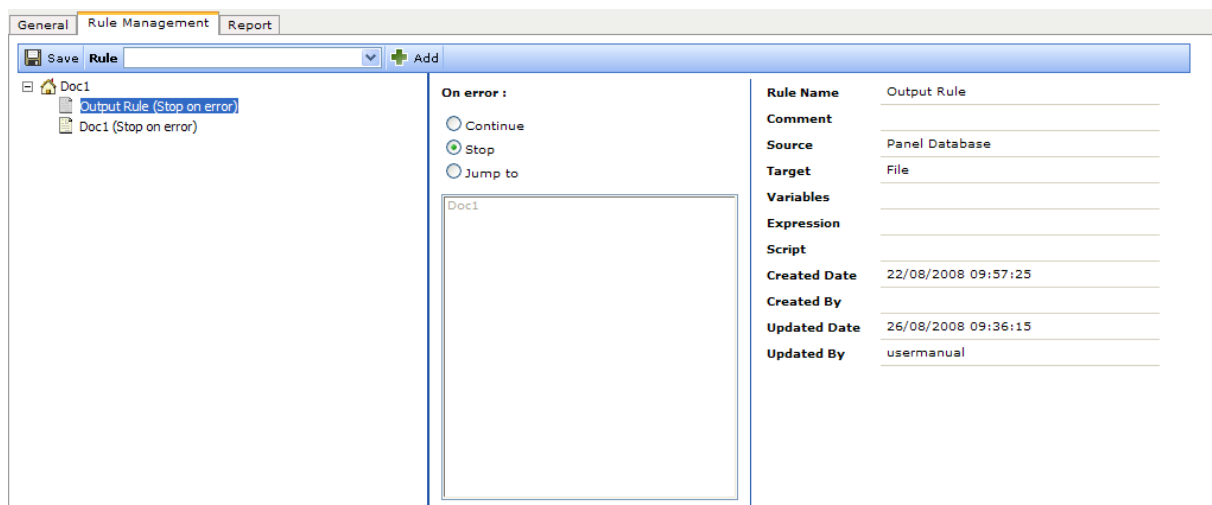 General Rule Management Report
Save Rule Add
Doc1
Output Rule (Stop on error)
Doc1 (Stop on error)
On error :
Continue
Stop
Jump to
Doc1
Rule Name Output Rule
Comment
Source Panel Database
Target File
Variables
Expression
Script
Created Date 22/08/2008 09:57:25
Created By
Updated Date 26/08/2008 09:36:15
Updated By usermanual